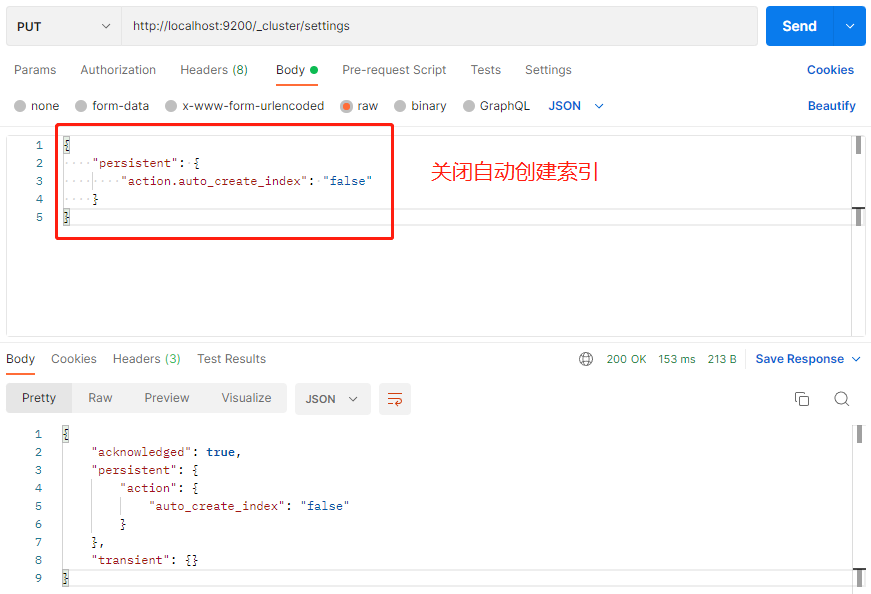 PUT http://localhost:9200/_cluster/settings Send
Params Authorization Headers (8) Body Pre-request Script Tests Settings Cookies
none form-data x-www-form-urlencoded raw binary GraphQL JSON Beautify
1 {
2 "persistent": {
3 "action.auto_create_index": "false"
4 }
5 }
关闭自动创建索引
Body Cookies Headers (3) Test Results 200 OK 153 ms 213 B Save Response
Pretty Raw Preview Visualize JSON
1 {
2 "acknowledged": true,
3 "persistent": {
4 "action": {
5 "auto_create_index": "false"
6 }
7 },
8 "transient": {}
9 }